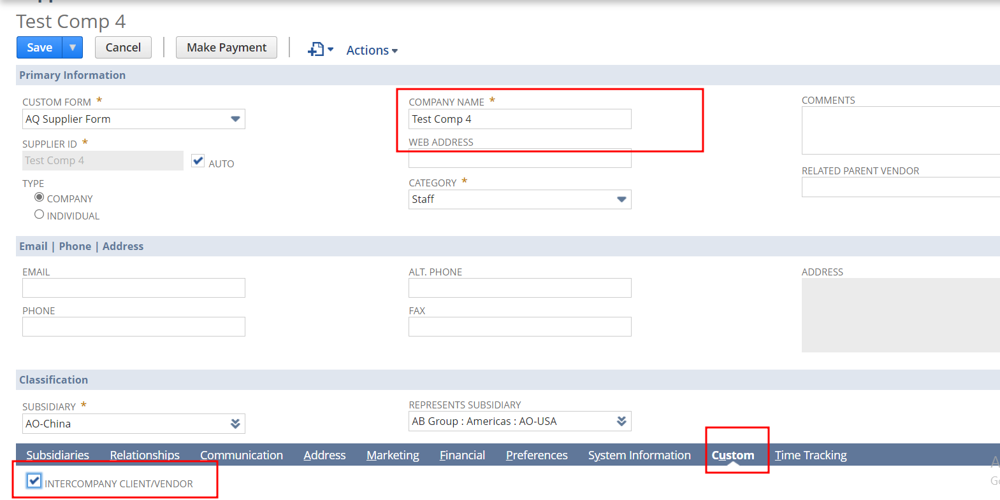 Test Comp 4
Save
Cancel
Make Payment
Actions
Primary Information
CUSTOM FORM *
AQ Supplier Form
SUPPLIER ID *
Test Comp 4
AUTO
TYPE
COMPANY
INDIVIDUAL
COMPANY NAME *
Test Comp 4
WEB ADDRESS
CATEGORY *
Staff
COMMENTS
RELATED PARENT VENDOR
Email | Phone | Address
EMAIL
PHONE
ALT. PHONE
FAX
ADDRESS
Classification
SUBSIDIARY *
AO-China
REPRESENTS SUBSIDIARY
AB Group : Americas : AO-USA
Subsidiaries Relationships Communication Address Marketing Financial Preferences System Information Custom Time Tracking
INTERCOMPANY CLIENT/VENDOR